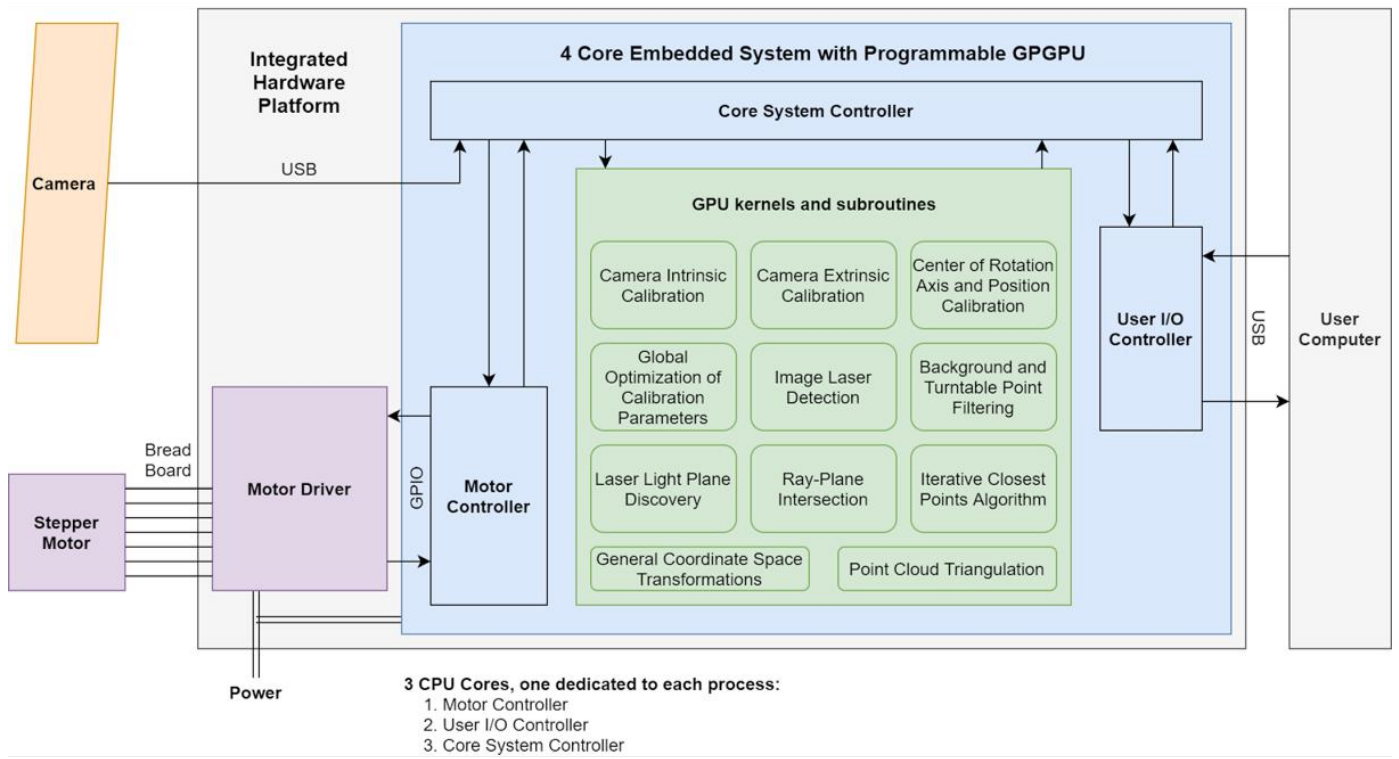 Integrated
Hardware
Platform
4 Core Embedded System with Programmable GPGPU
Core System Controller
Camera
USB
GPU kernels and subroutines
Camera Intrinsic
Calibration
Camera Extrinsic
Calibration
Center of Rotation
Axis and Position
Calibration
Global
Optimization of
Calibration
Parameters
Image Laser
Detection
Background and
Turntable Point
Filtering
Laser Light Plane
Discovery
Ray-Plane
Intersection
Iterative Closest
Points Algorithm
General Coordinate Space
Transformations
Point Cloud Triangulation
User I/O
Controller
USB
User
Computer
Bread
Board
Stepper
Motor
Motor Driver
GPIO
Motor
Controller
Power
3 CPU Cores, one dedicated to each process:
1. Motor Controller
2. User I/O Controller
3. Core System Controller